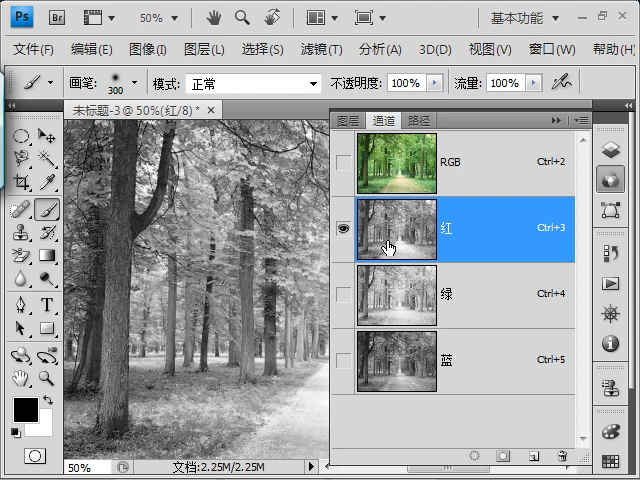 Ps Br 50% 基本功能
文件(F) 编辑(E) 图像(I) 图层(L) 选择(S) 滤镜(T) 分析(A) 3D(D) 视图(V) 窗口(W) 帮助(H)
画笔: 300 模式: 正常 不透明度: 100% 流量: 100%
未标题-3 @ 50%(红/8) *
图层 通道 路径
RGB Ctrl+2
红 Ctrl+3
绿 Ctrl+4
蓝 Ctrl+5
T
50% 文档:2.25M/2.25M